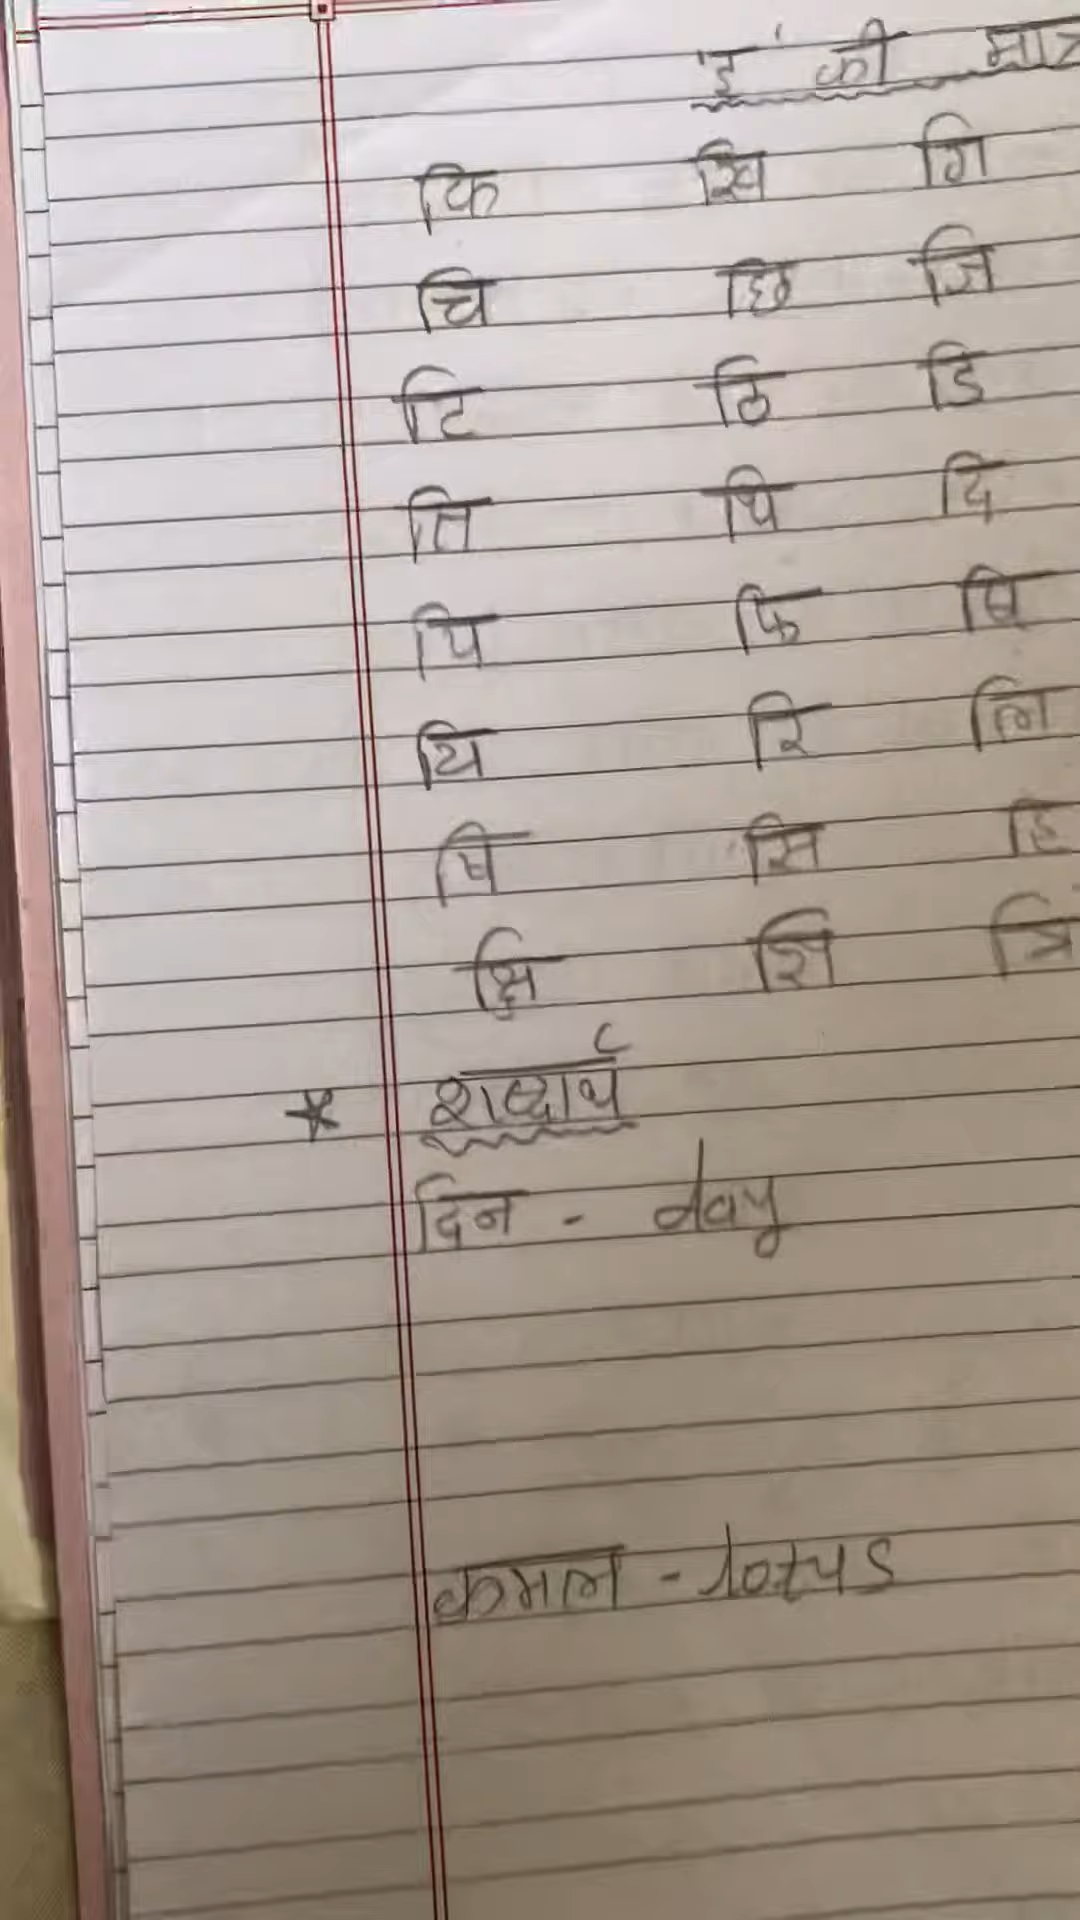 'इ' की
कि खि गि
चि छि जि
टि ठि डि
ति थि दि
पि फि बि
यि रि लि
षि सि हि
क्षि शि त्रि
* शब्दार्थ
दिन - day
कमल - lotus